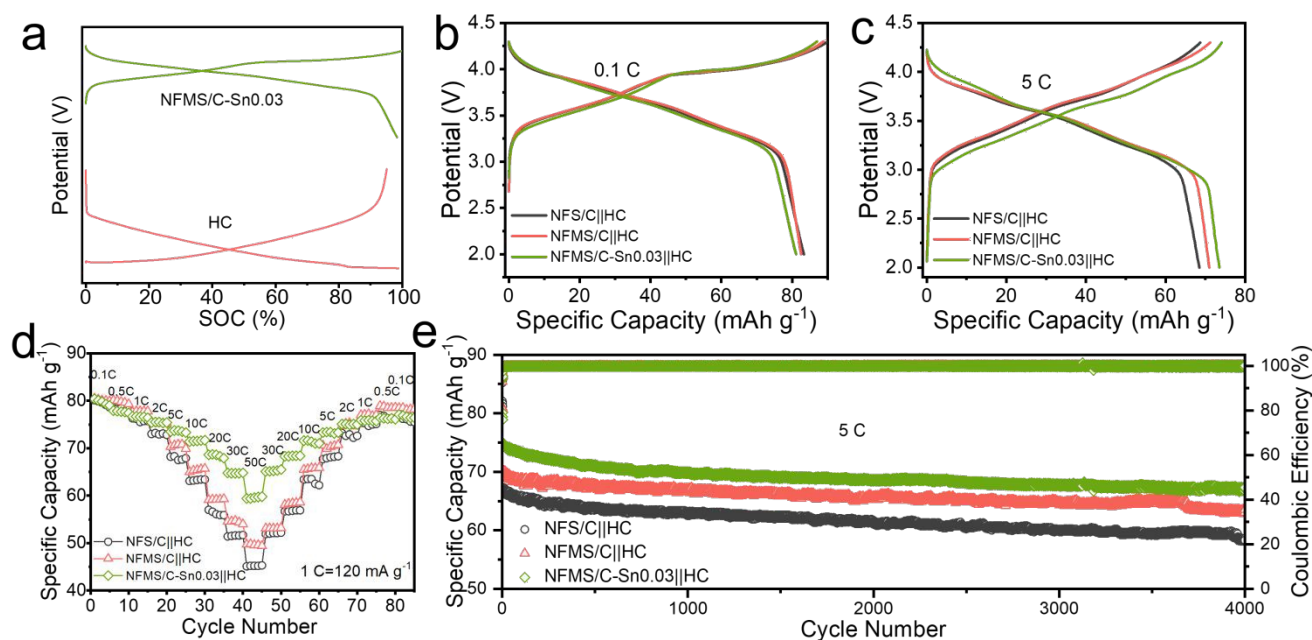 a
Potential (V)
NFMS/C-Sn0.03
HC
0 20 40 60 80 100
SOC (%)
b
Potential (V)
4.5
4.0
3.5
3.0
2.5
2.0
0.1 C
NFS/C||HC
NFMS/C||HC
NFMS/C-Sn0.03||HC
0 20 40 60 80
Specific Capacity (mAh g⁻¹)
c
Potential (V)
4.5
4.0
3.5
3.0
2.5
2.0
5 C
NFS/C||HC
NFMS/C||HC
NFMS/C-Sn0.03||HC
0 20 40 60 80
Specific Capacity (mAh g⁻¹)
d
Specific Capacity (mAh g⁻¹)
90
80
70
60
50
40
0.1C 0.5C 1C 2C 5C 10C 20C 30C 50C 30C 20C 10C 5C 2C 1C 0.5C 0.1C
NFS/C||HC
NFMS/C||HC
NFMS/C-Sn0.03||HC
1 C=120 mA g⁻¹
0 10 20 30 40 50 60 70 80
Cycle Number
e
Specific Capacity (mAh g⁻¹)
90
80
70
60
50
5 C
NFS/C||HC
NFMS/C||HC
NFMS/C-Sn0.03||HC
0 1000 2000 3000 4000
Cycle Number
100
80
60
40
20
0
Coulombic Efficiency (%)